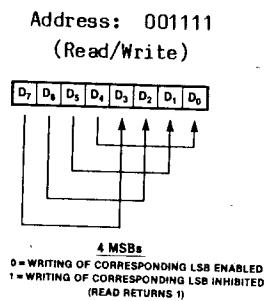 Address: 001111
(Read/Write)
D7 D6 D5 D4 D3 D2 D1 D0
4 MSBs
0 = WRITING OF CORRESPONDING LSB ENABLED
1 = WRITING OF CORRESPONDING LSB INHIBITED
(READ RETURNS 1)